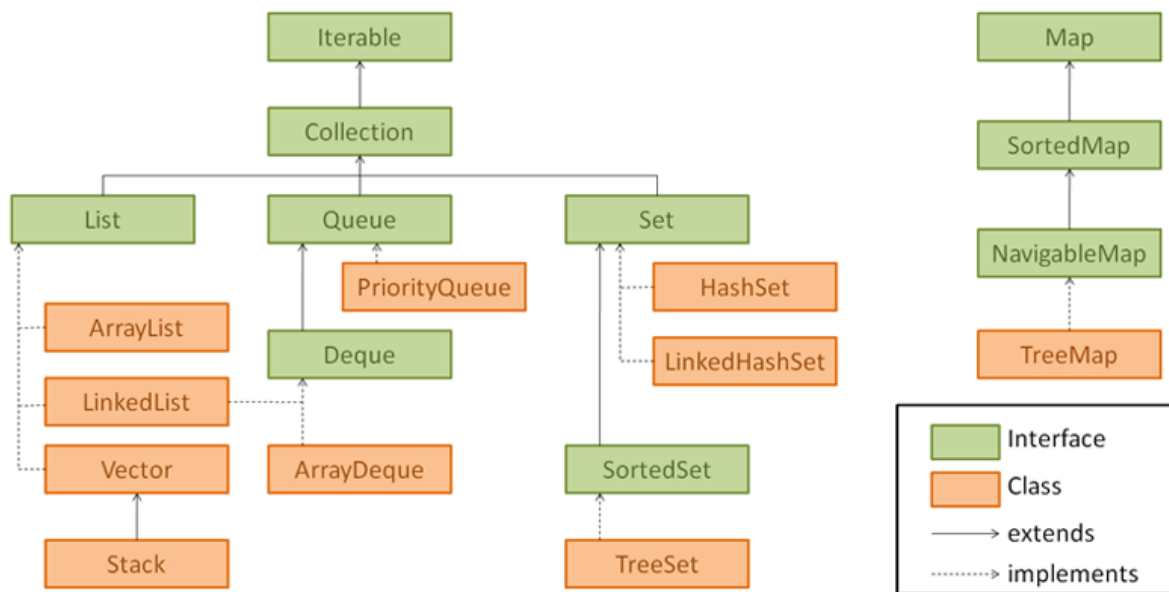 Iterable
Map
Collection
SortedMap
List
Queue
Set
NavigableMap
PriorityQueue
HashSet
ArrayList
Deque
LinkedHashSet
TreeMap
LinkedList
Vector
ArrayDeque
SortedSet
Stack
TreeSet
Interface
Class
extends
implements